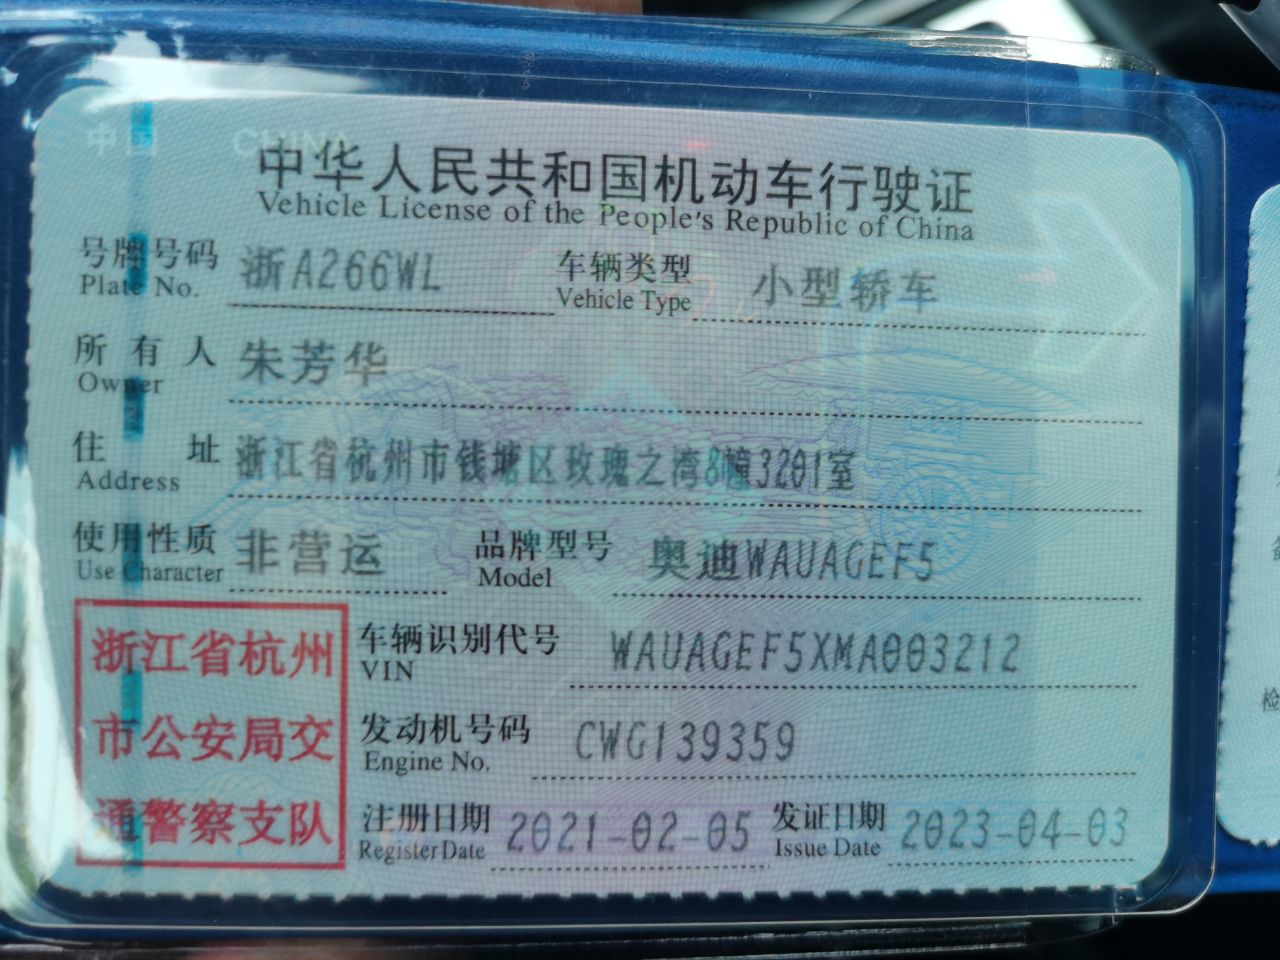 中国 CHINA
中华人民共和国机动车行驶证
Vehicle License of the People's Republic of China
号牌号码 浙A266WL 车辆类型 小型轿车
Plate No. Vehicle Type
所有人 朱芳华
Owner
住址 浙江省杭州市钱塘区玫瑰之湾8幢3201室
Address
使用性质 非营运 品牌型号 奥迪WAUAGEF5
Use Character Model
浙江省杭州
市公安局交
通警察支队
车辆识别代号 WAUAGEF5XMA003212
VIN
发动机号码 CWG139359
Engine No.
注册日期 2021-02-05 发证日期 2023-04-03
Register Date Issue Date
检